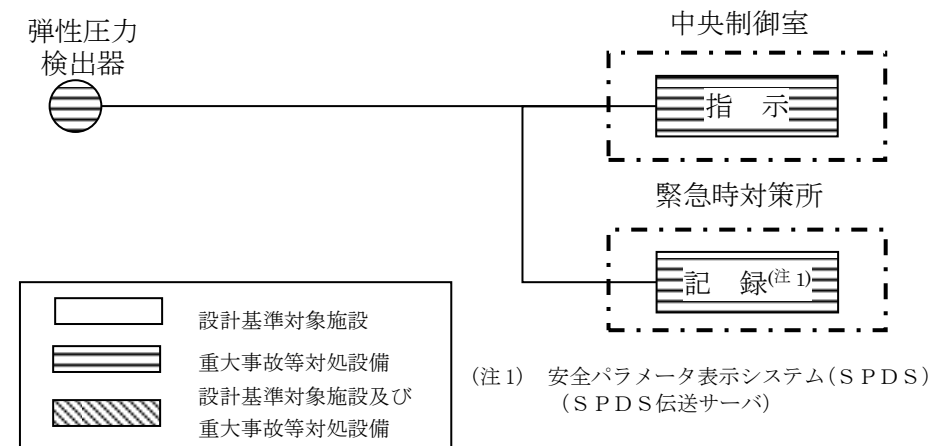 弾性圧力
検出器
中央制御室
指　示
緊急時対策所
記　録(注 1)
設計基準対象施設
重大事故等対処設備
設計基準対象施設及び
重大事故等対処設備
(注 1)　安全パラメータ表示システム(ＳＰＤＳ)
(ＳＰＤＳ伝送サーバ)